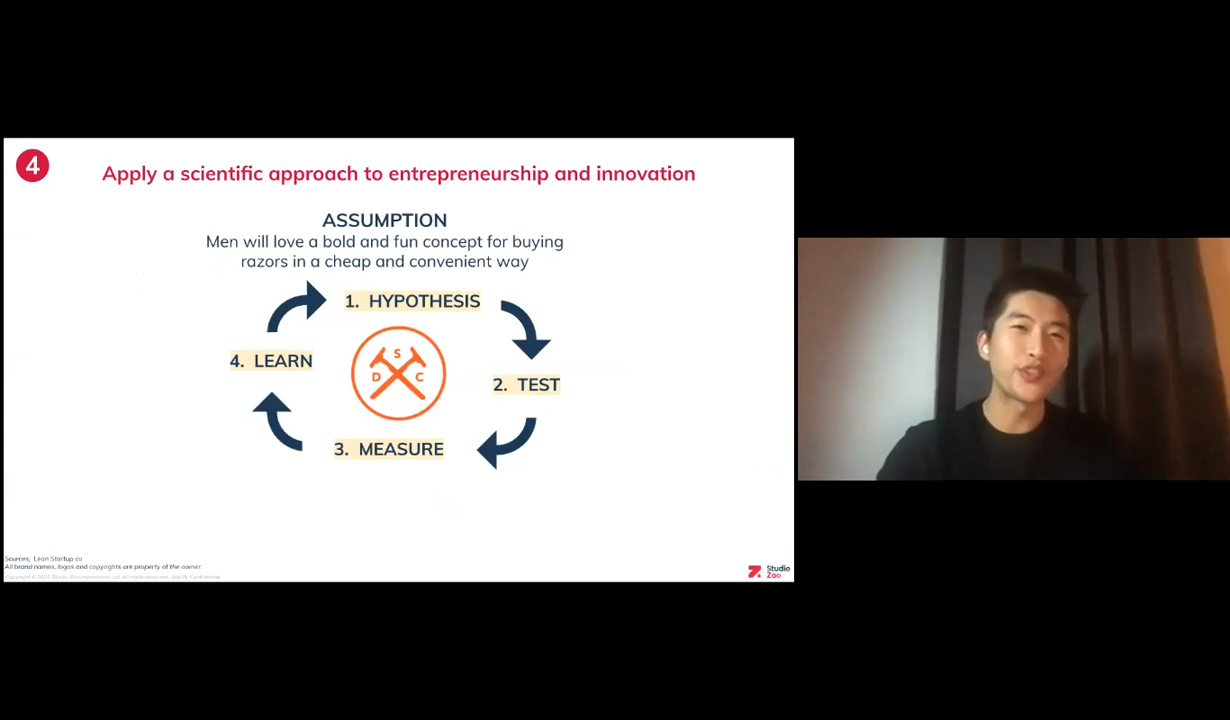 4
Apply a scientific approach to entrepreneurship and innovation
ASSUMPTION
Men will love a bold and fun concept for buying
razors in a cheap and convenient way
1. HYPOTHESIS
4. LEARN
S
D C
2. TEST
3. MEASURE
Sources, Lean Startup co
All brand names, logos and copyrights are property of the owner.
Studio
Zao